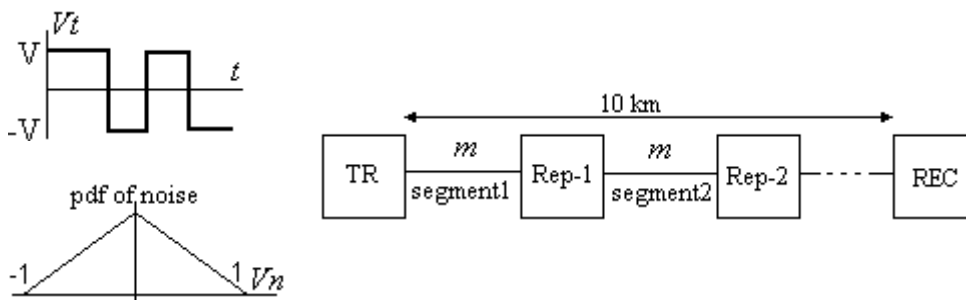 Vt
V
t
-V
pdf of noise
-1
1
Vn
10 km
TR
m
segment1
Rep-1
m
segment2
Rep-2
REC